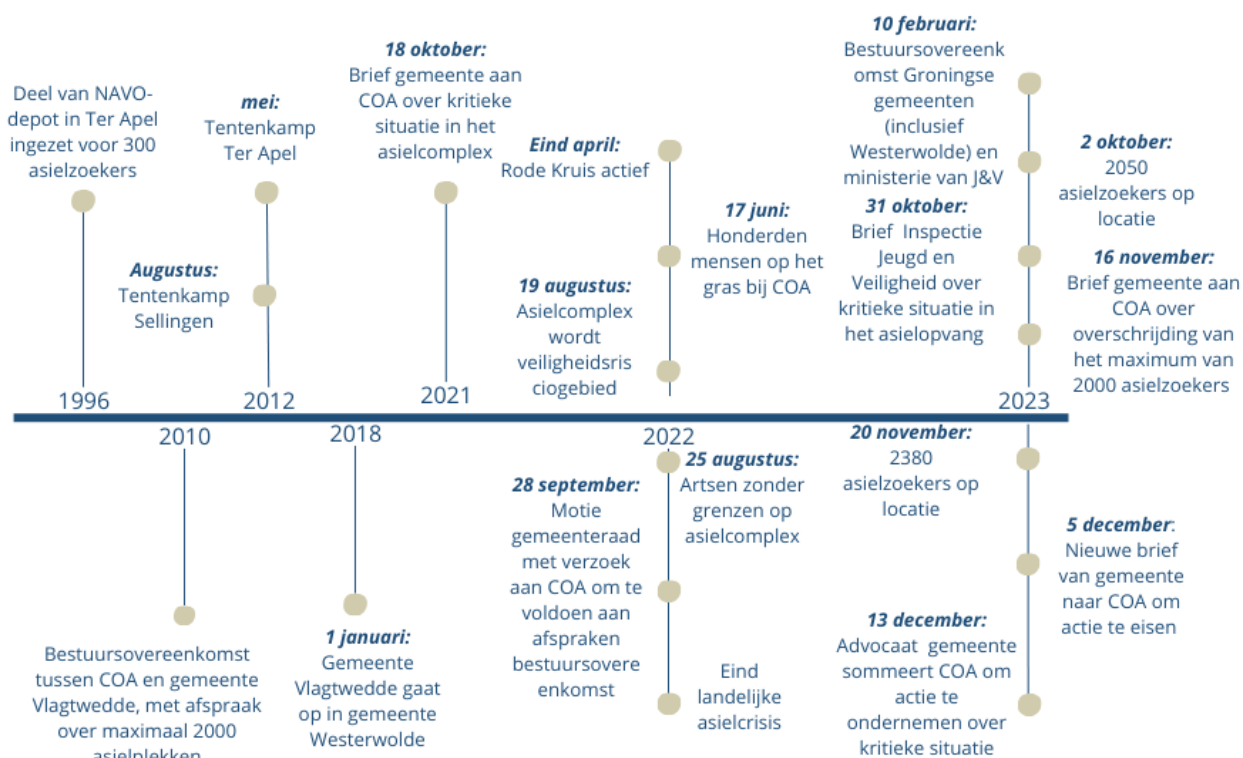 Deel van NAVO-
depot in Ter Apel
ingezet voor 300
asielzoekers
1996
2010
Bestuursovereenkomst
tussen COA en gemeente
Vlagtwedde, met afspraak
over maximaal 2000
asielplekken
mei:
Tentenkamp
Ter Apel
Augustus:
Tentenkamp
Sellingen
2012
2018
1 januari:
Gemeente
Vlagtwedde gaat
op in gemeente
Westerwolde
18 oktober:
Brief gemeente aan
COA over kritieke
situatie in het
asielcomplex
2021
Eind april:
Rode Kruis actief
17 juni:
Honderden
mensen op het
gras bij COA
19 augustus:
Asielcomplex
wordt
veiligheidsris
ciogebied
2022
25 augustus:
Artsen zonder
grenzen op
asielcomplex
28 september:
Motie
gemeenteraad
met verzoek
aan COA om te
voldoen aan
afspraken
bestuursovere
enkomst
Eind
landelijke
asielcrisis
10 februari:
Bestuursovereenk
omst Groningse
gemeenten
(inclusief
Westerwolde) en
ministerie van J&V
2 oktober:
2050
asielzoekers op
locatie
31 oktober:
Brief Inspectie
Jeugd en
Veiligheid over
kritieke situatie in
het asielopvang
16 november:
Brief gemeente aan
COA over
overschrijding van
het maximum van
2000 asielzoekers
2023
20 november:
2380
asielzoekers op
locatie
5 december:
Nieuwe brief
van gemeente
naar COA om
actie te eisen
13 december:
Advocaat gemeente
sommeert COA om
actie te
ondernemen over
kritieke situatie